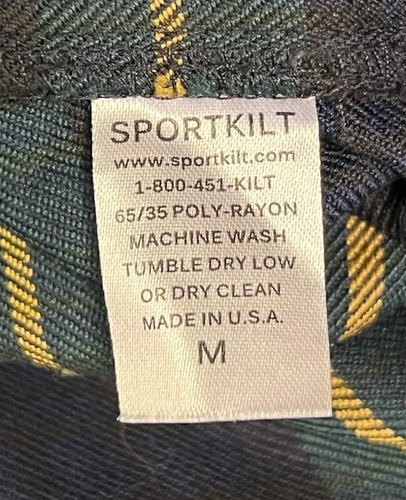 SPORTKILT
www.sportkilt.com
1-800-451-KILT
65/35 POLY-RAYON
MACHINE WASH
TUMBLE DRY LOW
OR DRY CLEAN
MADE IN U.S.A.
M